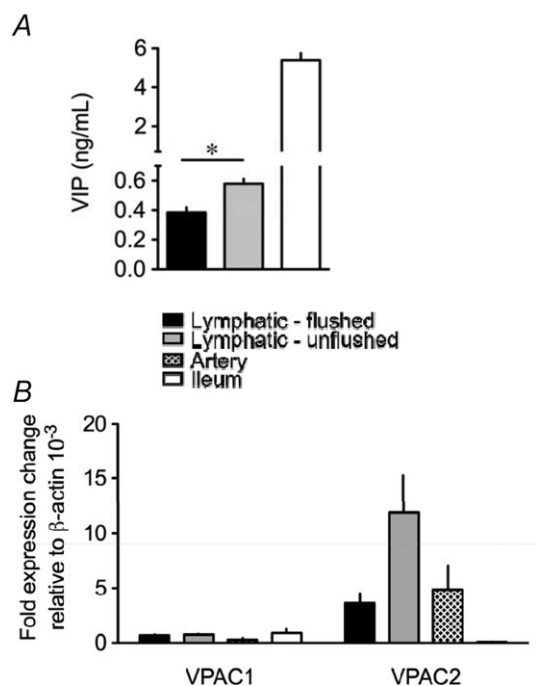 A
VIP (ng/mL)
6
4
2
0.6
0.4
0.2
0.0
*
Lymphatic - flushed
Lymphatic - unflushed
Artery
Ileum
B
Fold expression change
relative to β-actin 10-3
20
15
10
5
0
VPAC1
VPAC2